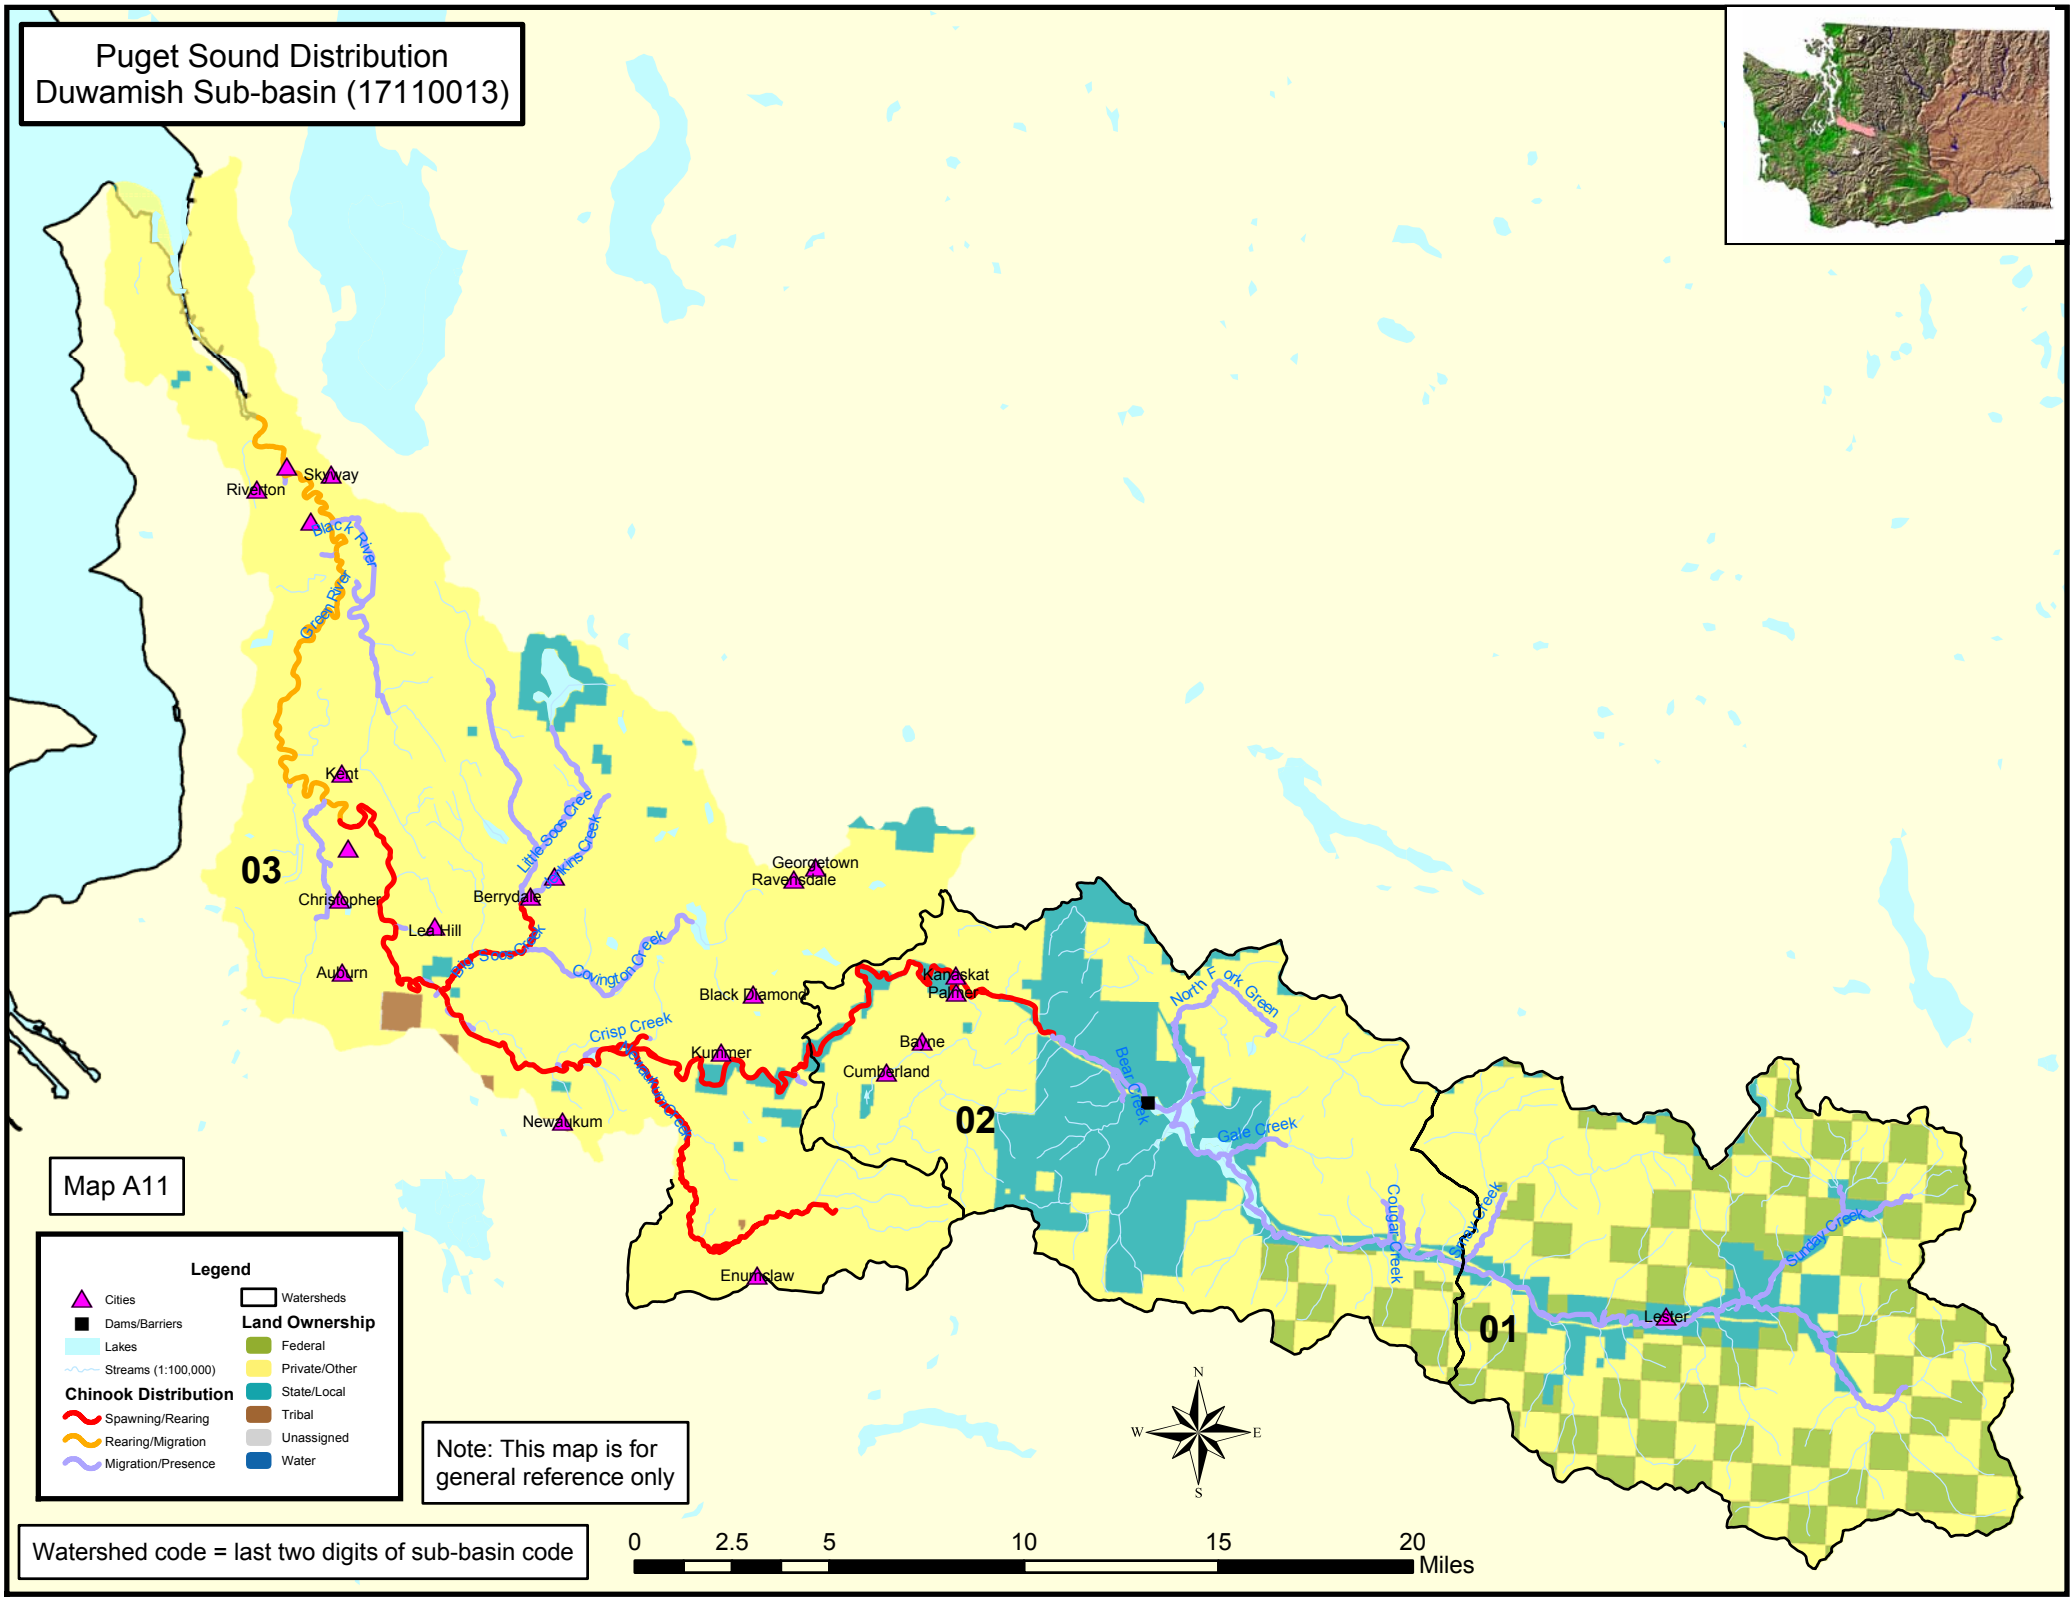 Puget Sound Distribution
Duwamish Sub-basin (17110013)
Skyway
Riverton
Black River
Green River
Kent
03
Little Soos Cree
Jenkins Creek
Georgetown
Ravensdale
Christopher
Berrydale
Lea Hill
Big Soos Creek
Covington Creek
Auburn
Black Diamond
Kanaskat
Palmer
North Fork Green
Crisp Creek
Kummer
Bayne
Cumberland
Bear Creek
Newaukum Creek
Newaukum
02
Gale Creek
Cougar Creek
Smay Creek
Sunday Creek
Enumclaw
01
Lester
Map A11
Legend
Cities
Dams/Barriers
Lakes
Streams (1:100,000)
Chinook Distribution
Spawning/Rearing
Rearing/Migration
Migration/Presence
Watersheds
Land Ownership
Federal
Private/Other
State/Local
Tribal
Unassigned
Water
Note: This map is for
general reference only
N
W
E
S
Watershed code = last two digits of sub-basin code
0 2.5 5 10 15 20
Miles